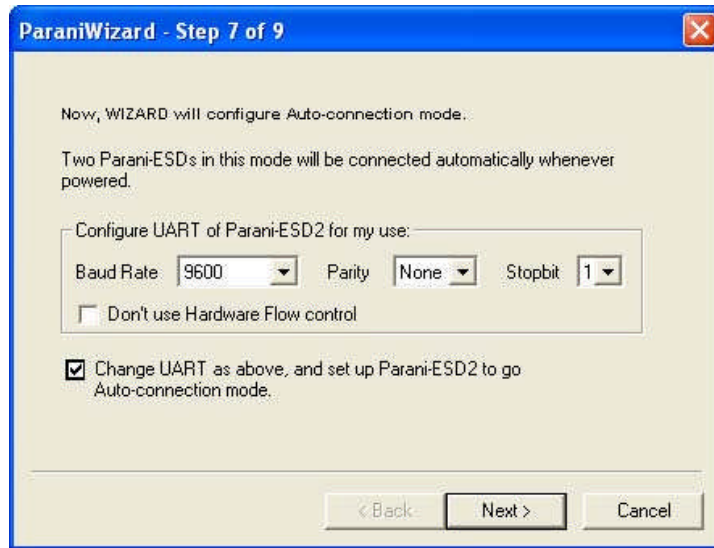 ParaniWizard - Step 7 of 9
Now, WIZARD will configure Auto-connection mode.
Two Parani-ESDs in this mode will be connected automatically whenever
powered.
Configure UART of Parani-ESD2 for my use:
Baud Rate 9600 Parity None Stopbit 1
Don't use Hardware Flow control
Change UART as above, and set up Parani-ESD2 to go
Auto-connection mode.
< Back Next > Cancel